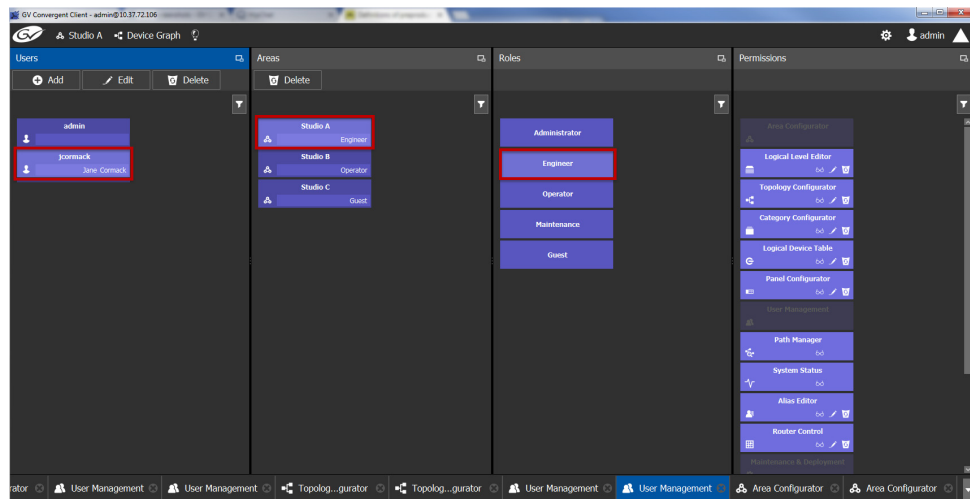 GV Convergent Client - admin@10.37.72.106
GV Studio A Device Graph admin
Users
Areas
Roles
Permissions
Add Edit Delete
Delete
admin
Jcormack
Jane Cormack
Studio A
Engineer
Studio B
Operator
Studio C
Guest
Administrator
Engineer
Operator
Maintenance
Guest
Area Configurator
Logical Level Editor
Topology Configurator
Category Configurator
Logical Device Table
Panel Configurator
User Management
Path Manager
System Status
Alias Editor
Router Control
Maintenance & Deployment
rator User Management User Management Topolog...gurator Topolog...gurator User Management User Management Area Configurator Area Configurator